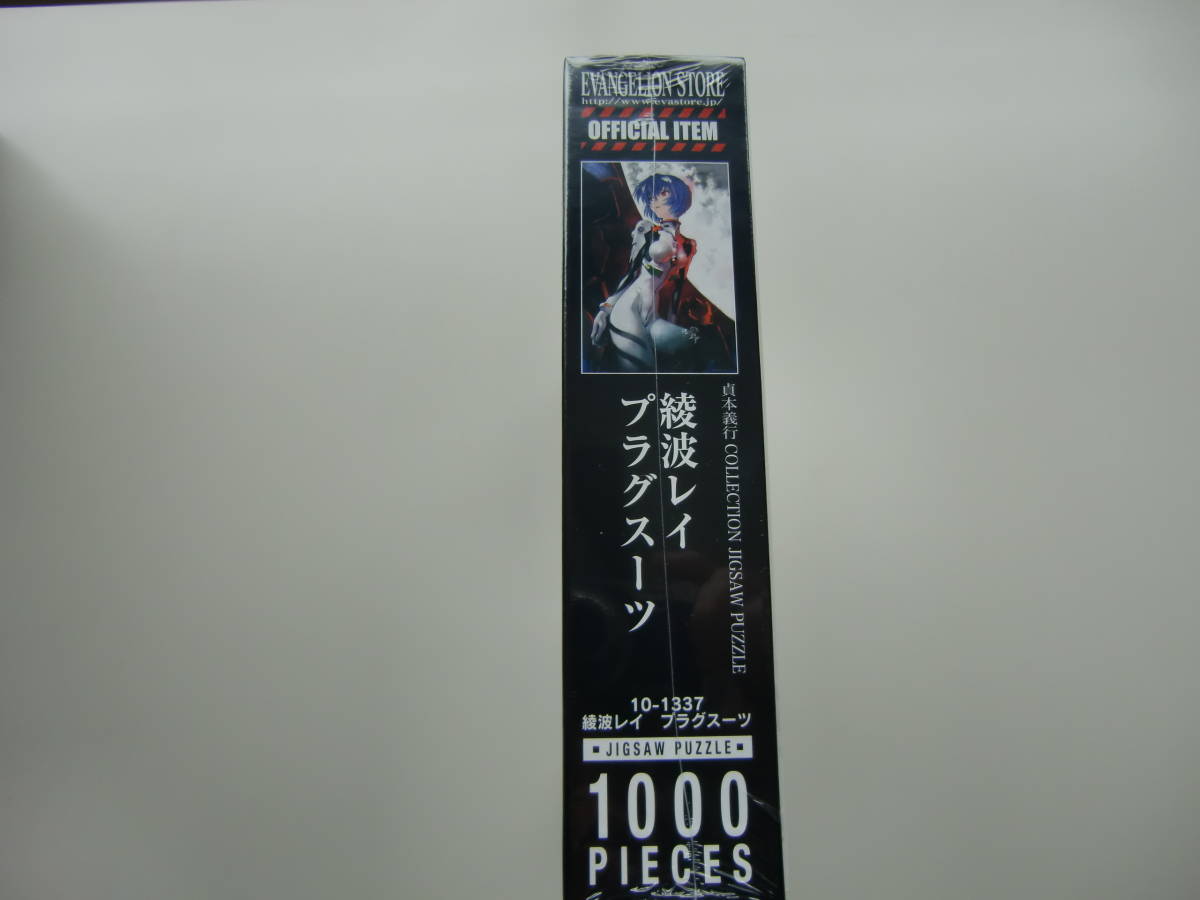 EVANGELION STORE
http://www.evastore.jp/
OFFICIAL ITEM
貞本義行 COLLECTION JIGSAW PUZZLE
綾波レイ
プラグスーツ
10-1337
綾波レイ プラグスーツ
JIGSAW PUZZLE
1000
PIECES